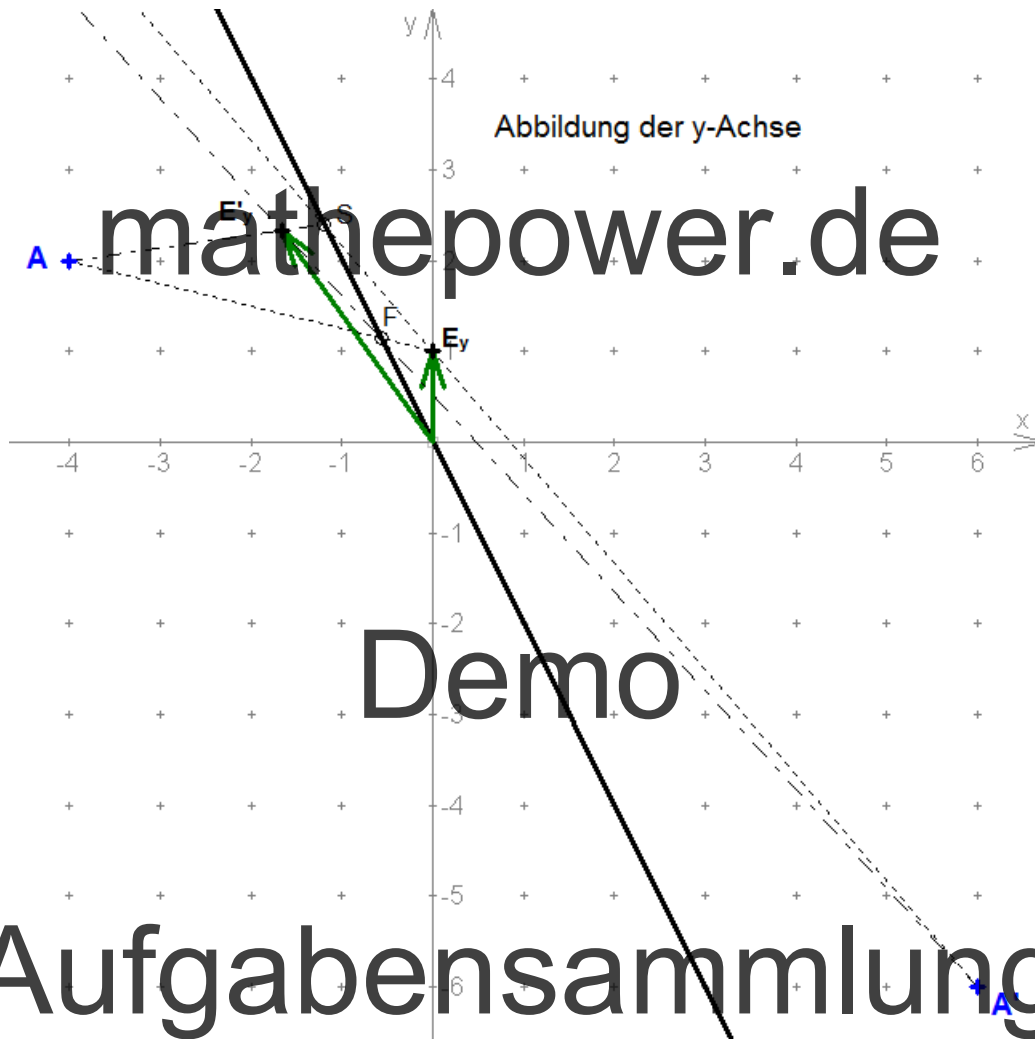 y
4
Abbildung der y-Achse
3
mathepower.de
E'y S
A 2
F
Ey
1
x
-4 -3 -2 -1 1 2 3 4 5 6
-1
-2
Demo
-3
-4
-5
Aufgabensammlung
-6
A'